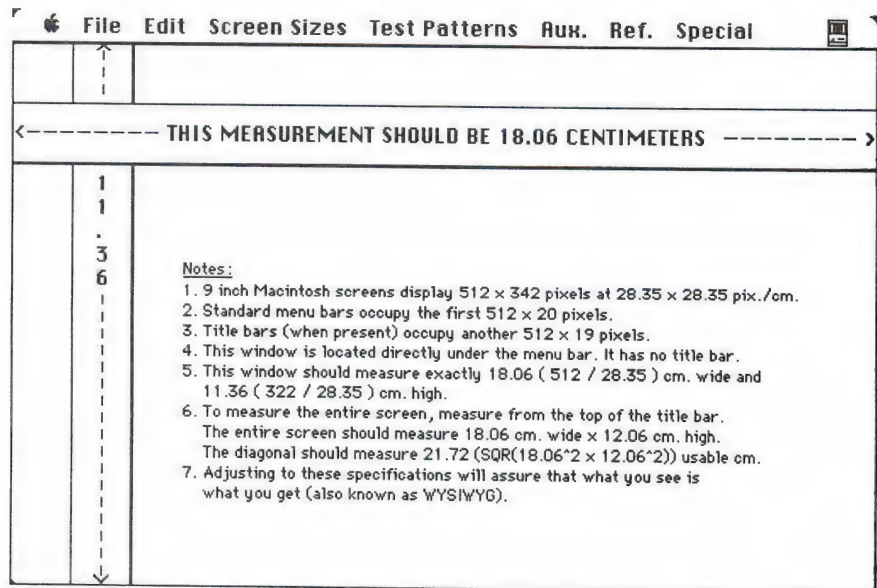 File Edit Screen Sizes Test Patterns Aux. Ref. Special
<--------- THIS MEASUREMENT SHOULD BE 18.06 CENTIMETERS --------->
1
1
.
3
6
Notes:
1. 9 inch Macintosh screens display 512 x 342 pixels at 28.35 x 28.35 pix./cm.
2. Standard menu bars occupy the first 512 x 20 pixels.
3. Title bars (when present) occupy another 512 x 19 pixels.
4. This window is located directly under the menu bar. It has no title bar.
5. This window should measure exactly 18.06 ( 512 / 28.35 ) cm. wide and
11.36 ( 322 / 28.35 ) cm. high.
6. To measure the entire screen, measure from the top of the title bar.
The entire screen should measure 18.06 cm. wide x 12.06 cm. high.
The diagonal should measure 21.72 (SQR(18.06^2 x 12.06^2)) usable cm.
7. Adjusting to these specifications will assure that what you see is
what you get (also known as WYSIWYG).